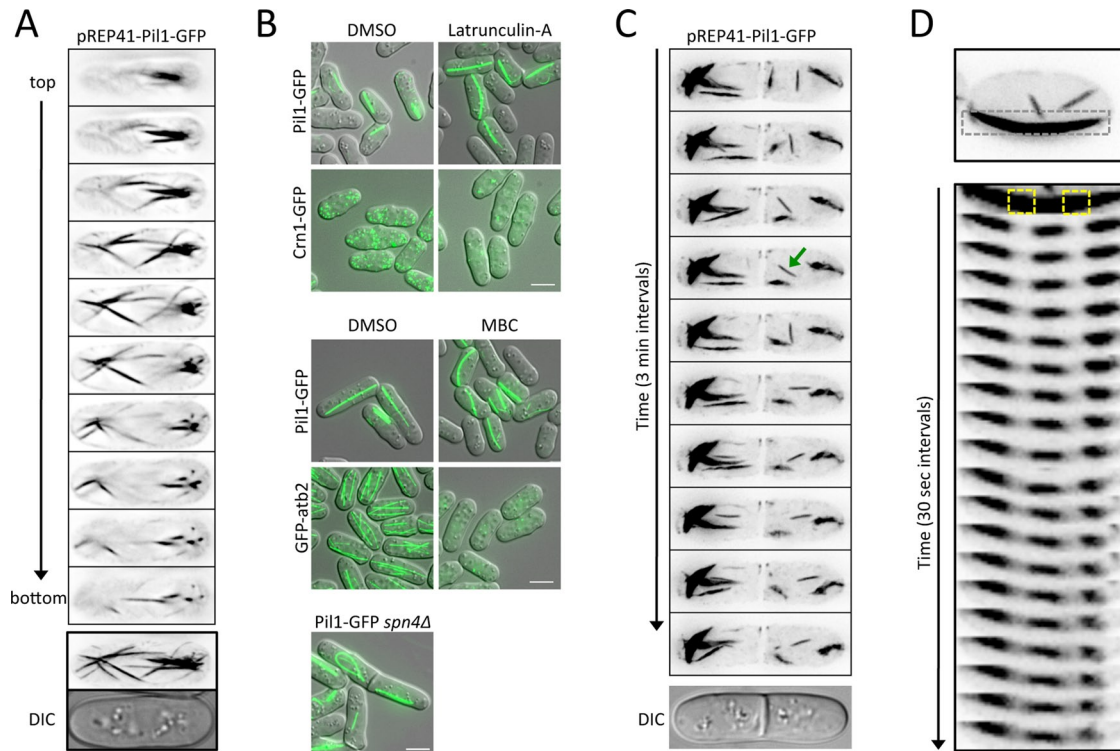 A
pREP41-Pil1-GFP
top
bottom
DIC
B
DMSO
Latrunculin-A
Pil1-GFP
Crn1-GFP
DMSO
MBC
Pil1-GFP
GFP-atb2
Pil1-GFP spn4Δ
C
pREP41-Pil1-GFP
Time (3 min intervals)
DIC
D
Time (30 sec intervals)